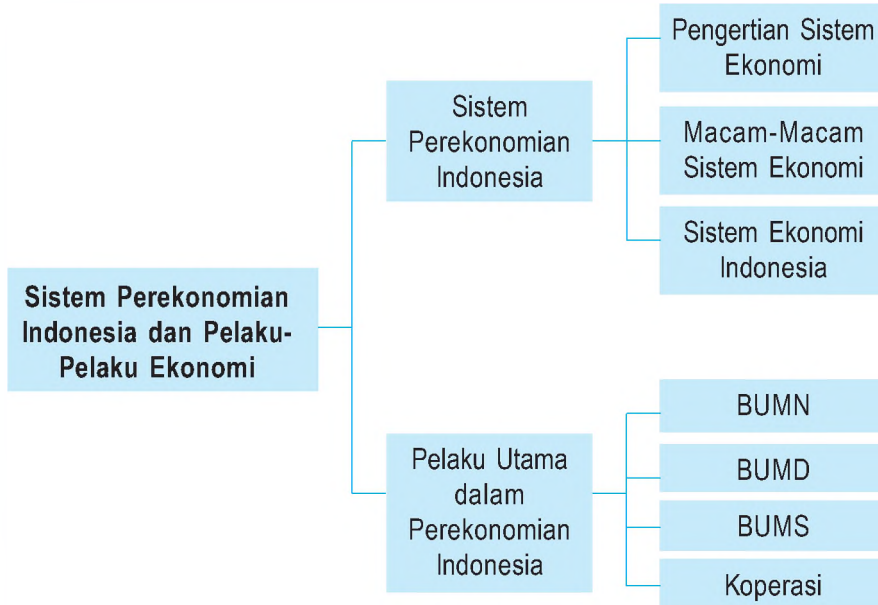 Sistem Perekonomian
Indonesia dan Pelaku-
Pelaku Ekonomi
Sistem
Perekonomian
Indonesia
Pengertian Sistem
Ekonomi
Macam-Macam
Sistem Ekonomi
Sistem Ekonomi
Indonesia
Pelaku Utama
dalam
Perekonomian
Indonesia
BUMN
BUMD
BUMS
Koperasi